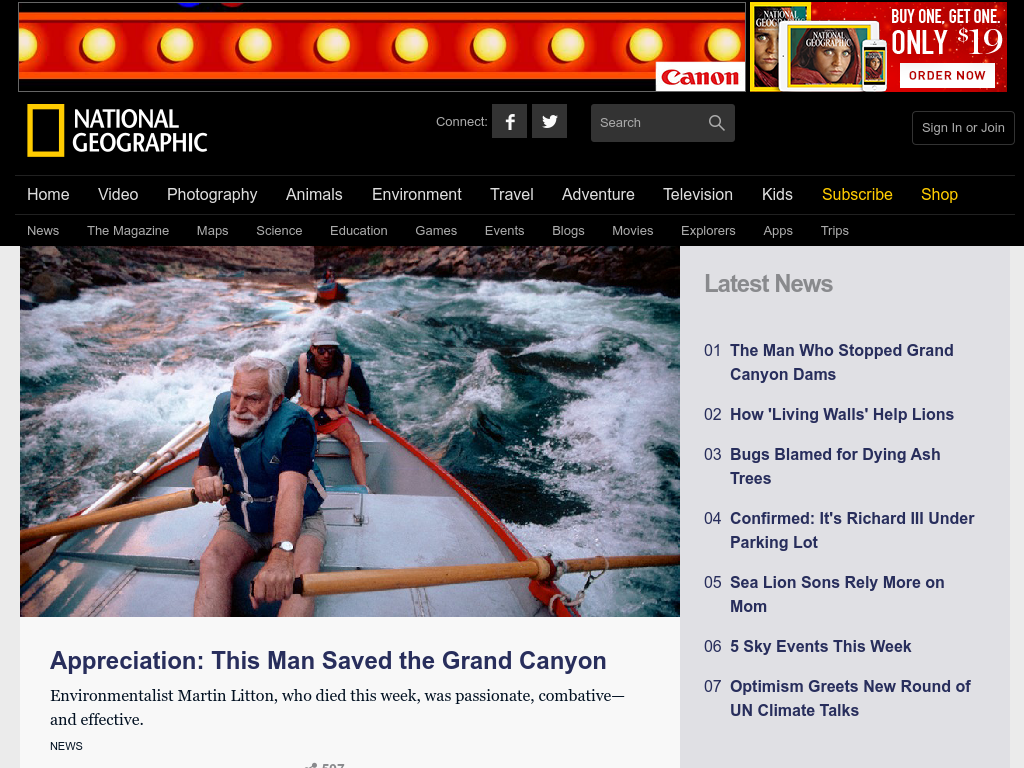 Canon
NATIONAL
GEOGRAPHIC
NATIONAL
GEOGRAPHIC
BUY ONE, GET ONE.
ONLY $19
ORDER NOW
NATIONAL
GEOGRAPHIC
Connect:
Search
Sign In or Join
Home Video Photography Animals Environment Travel Adventure Television Kids Subscribe Shop
News The Magazine Maps Science Education Games Events Blogs Movies Explorers Apps Trips
Appreciation: This Man Saved the Grand Canyon
Environmentalist Martin Litton, who died this week, was passionate, combative—
and effective.
NEWS
Latest News
01 The Man Who Stopped Grand
Canyon Dams
02 How 'Living Walls' Help Lions
03 Bugs Blamed for Dying Ash
Trees
04 Confirmed: It's Richard III Under
Parking Lot
05 Sea Lion Sons Rely More on
Mom
06 5 Sky Events This Week
07 Optimism Greets New Round of
UN Climate Talks